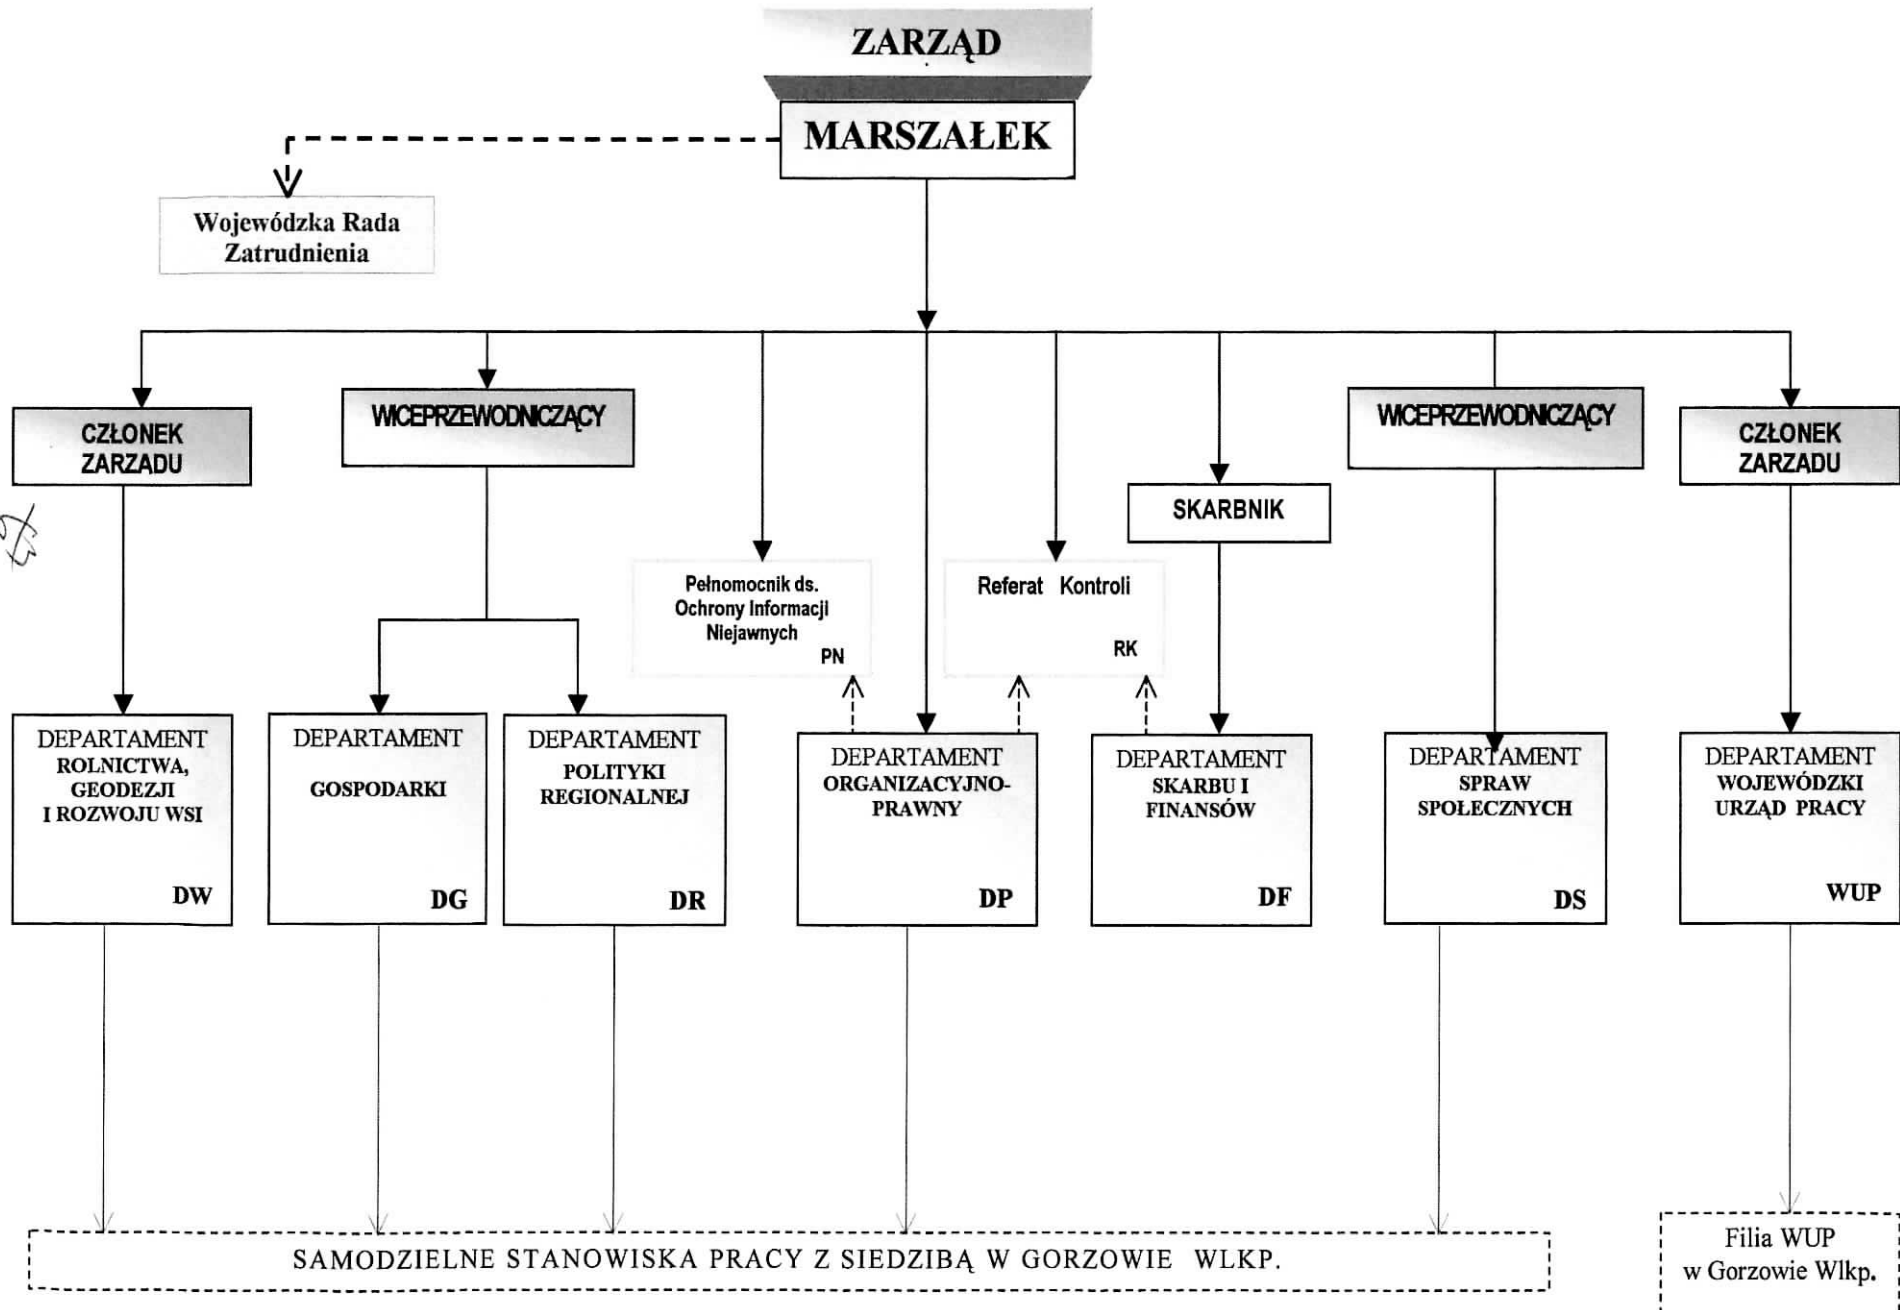 ZARZĄD
MARSZAŁEK
Wojewódzka Rada
Zatrudnienia
CZŁONEK
ZARZADU
WICEPRZEWODNICZĄCY
WICEPRZEWODNICZĄCY
CZŁONEK
ZARZADU
SKARBNIK
Pełnomocnik ds.
Ochrony Informacji
Niejawnych
PN
Referat Kontroli
RK
DEPARTAMENT
ROLNICTWA,
GEODEZJI
I ROZWOJU WSI
DW
DEPARTAMENT
GOSPODARKI
DG
DEPARTAMENT
POLITYKI
REGIONALNEJ
DR
DEPARTAMENT
ORGANIZACYJNO-
PRAWNY
DP
DEPARTAMENT
SKARBU I
FINANSÓW
DF
DEPARTAMENT
SPRAW
SPOŁECZNYCH
DS
DEPARTAMENT
WOJEWÓDZKI
URZĄD PRACY
WUP
SAMODZIELNE STANOWISKA PRACY Z SIEDZIBĄ W GORZOWIE WLKP.
Filia WUP
w Gorzowie Wlkp.